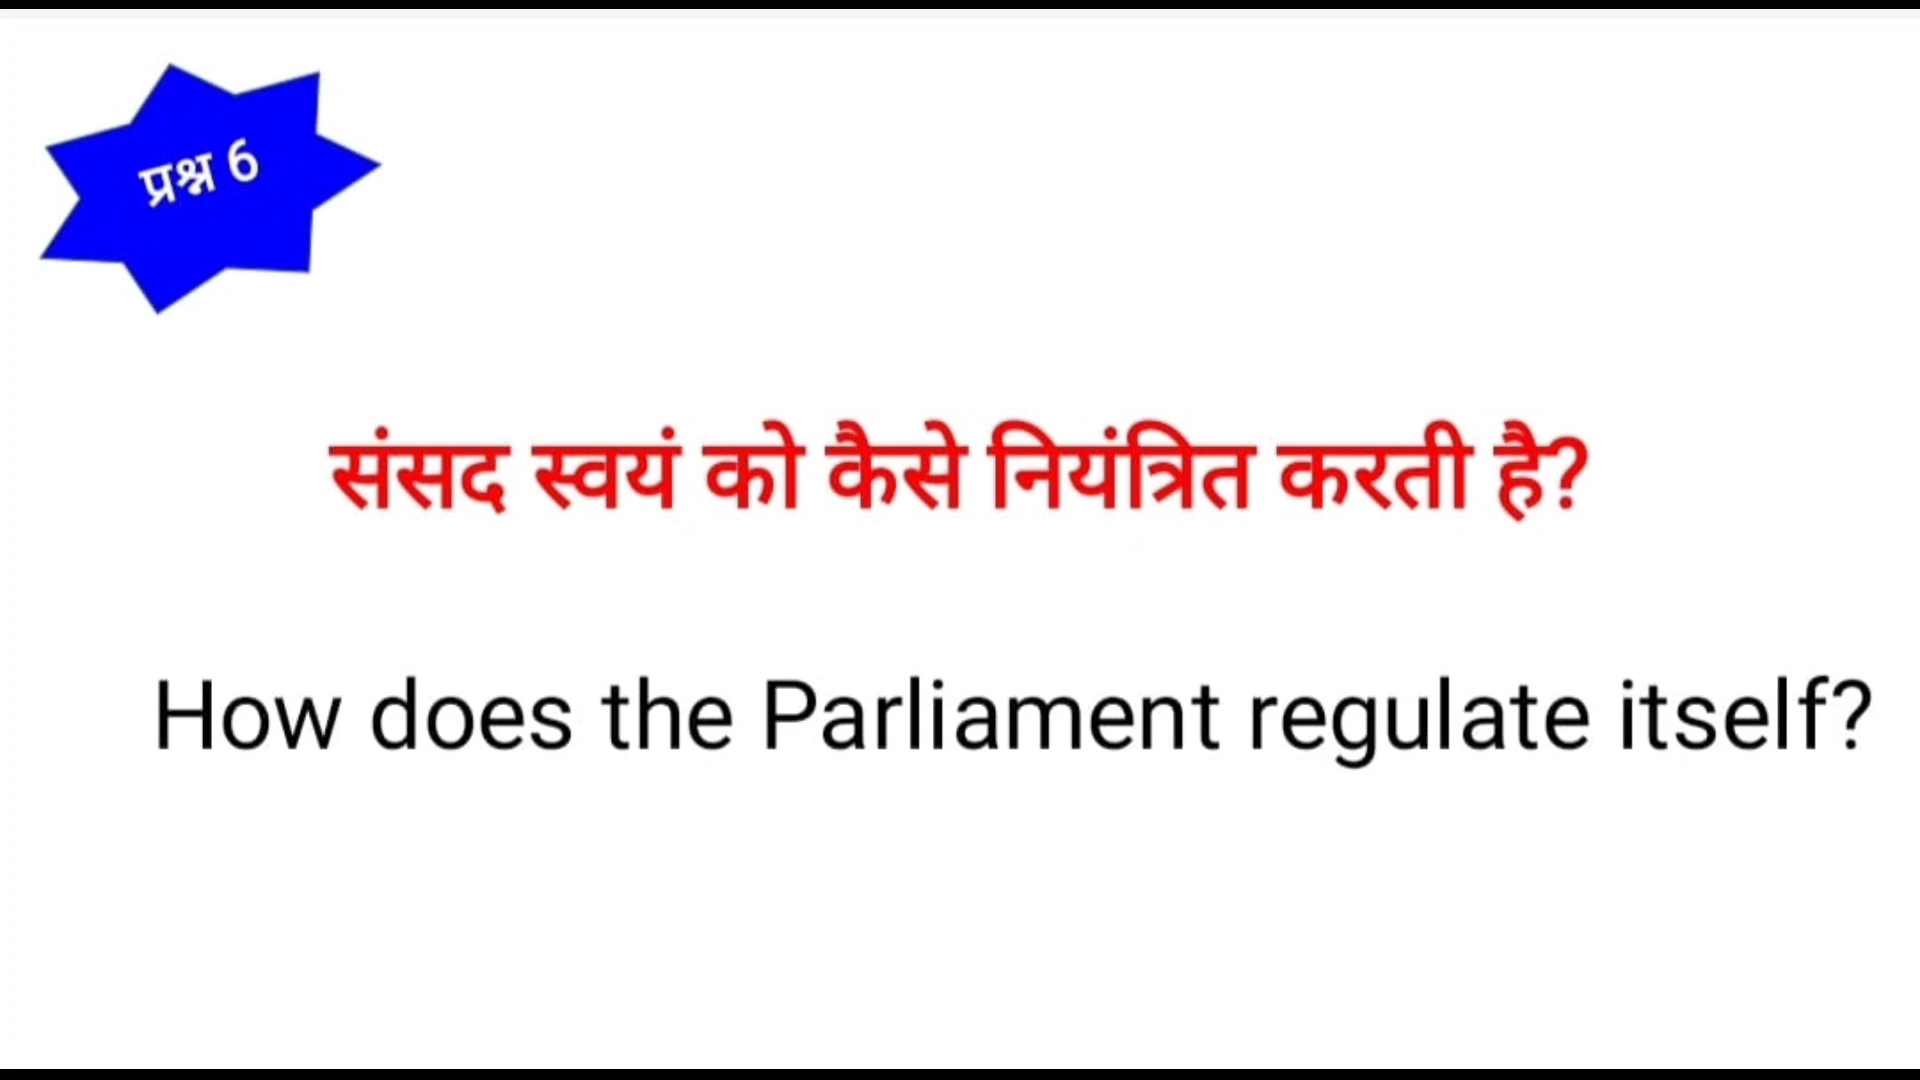 प्रश्न 6
संसद स्वयं को कैसे नियंत्रित करती है?
How does the Parliament regulate itself?